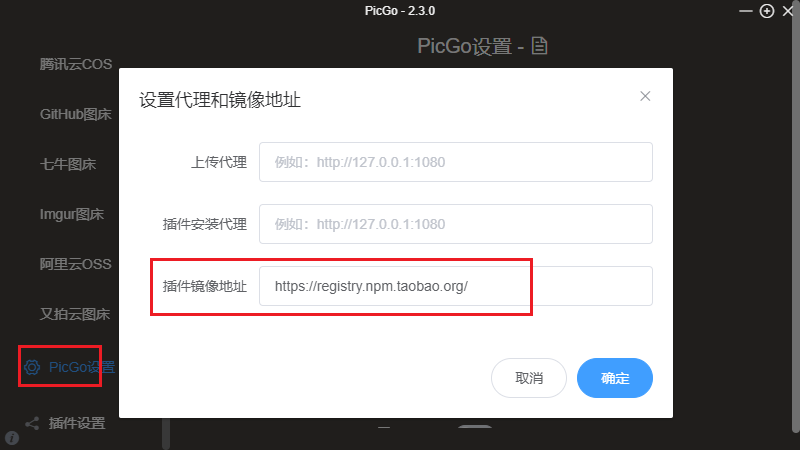 PicGo - 2.3.0
PicGo设置 -
腾讯云COS
GitHub图床
七牛图床
Imgur图床
阿里云OSS
又拍云图床
PicGo设置
插件设置
设置代理和镜像地址
上传代理 例如：http://127.0.0.1:1080
插件安装代理 例如：http://127.0.0.1:1080
插件镜像地址 https://registry.npm.taobao.org/
取消 确定